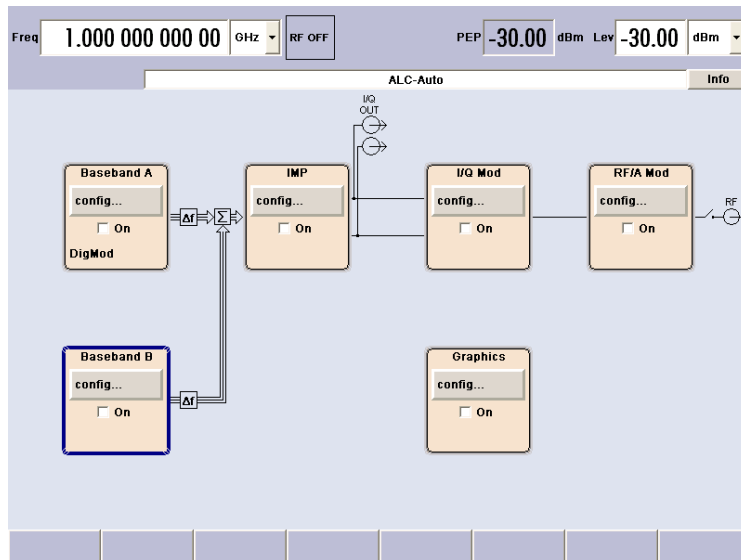 Freq 1.000 000 000 00 GHz RF OFF PEP -30.00 dBm Lev -30.00 dBm
ALC-Auto Info
I/Q
OUT
Baseband A IMP I/Q Mod RF/A Mod
config... config... config... config...
RF
On On On On
Δf Σ
DigMod
Baseband B Graphics
config... config...
Δf
On On